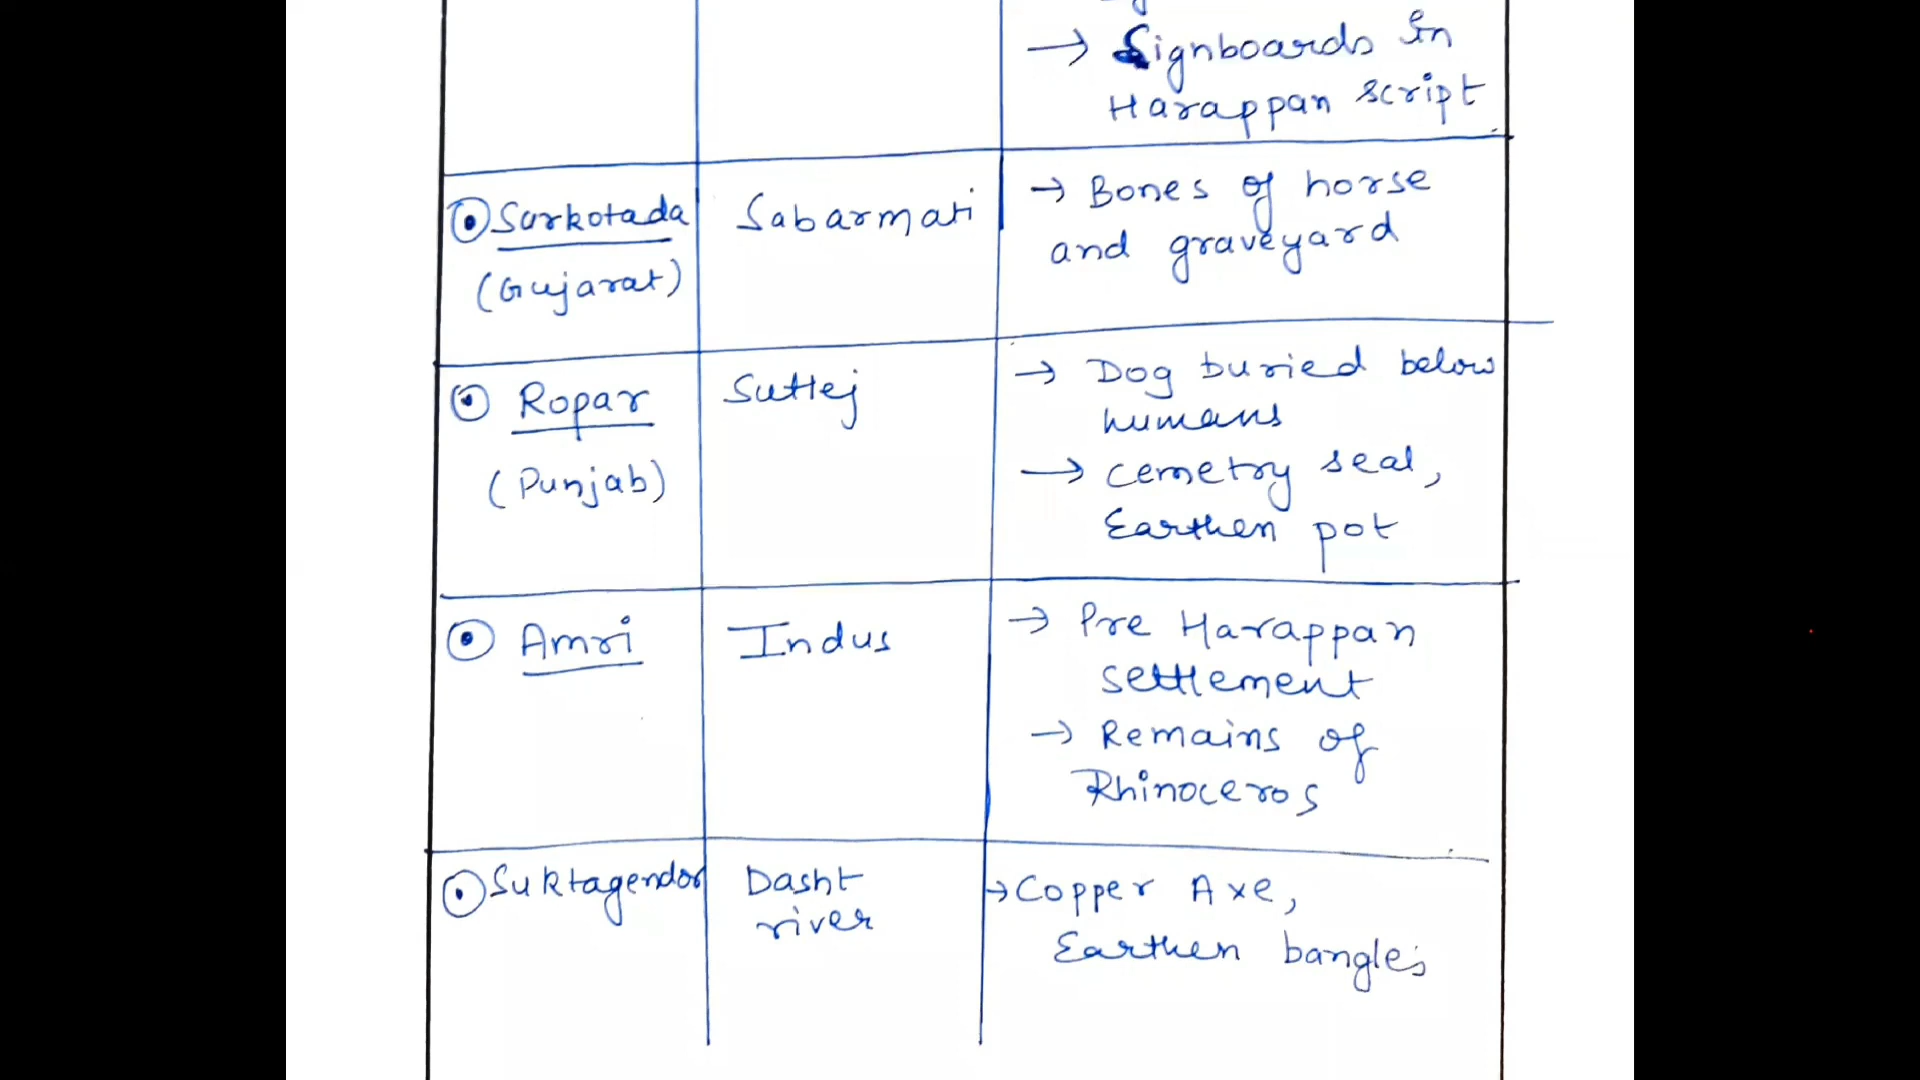 → Signboards in
Harappan script
Surkotada
(Gujarat)
Sabarmati
→ Bones of horse
and graveyard
Ropar
(Punjab)
Sutlej
→ Dog buried below
humans
→ cemetry seal,
Earthen pot
Amri
Indus
→ Pre Harappan
settlement
→ Remains of
Rhinoceros
Suktagendor
Dasht
river
→ Copper Axe,
Earthen bangles